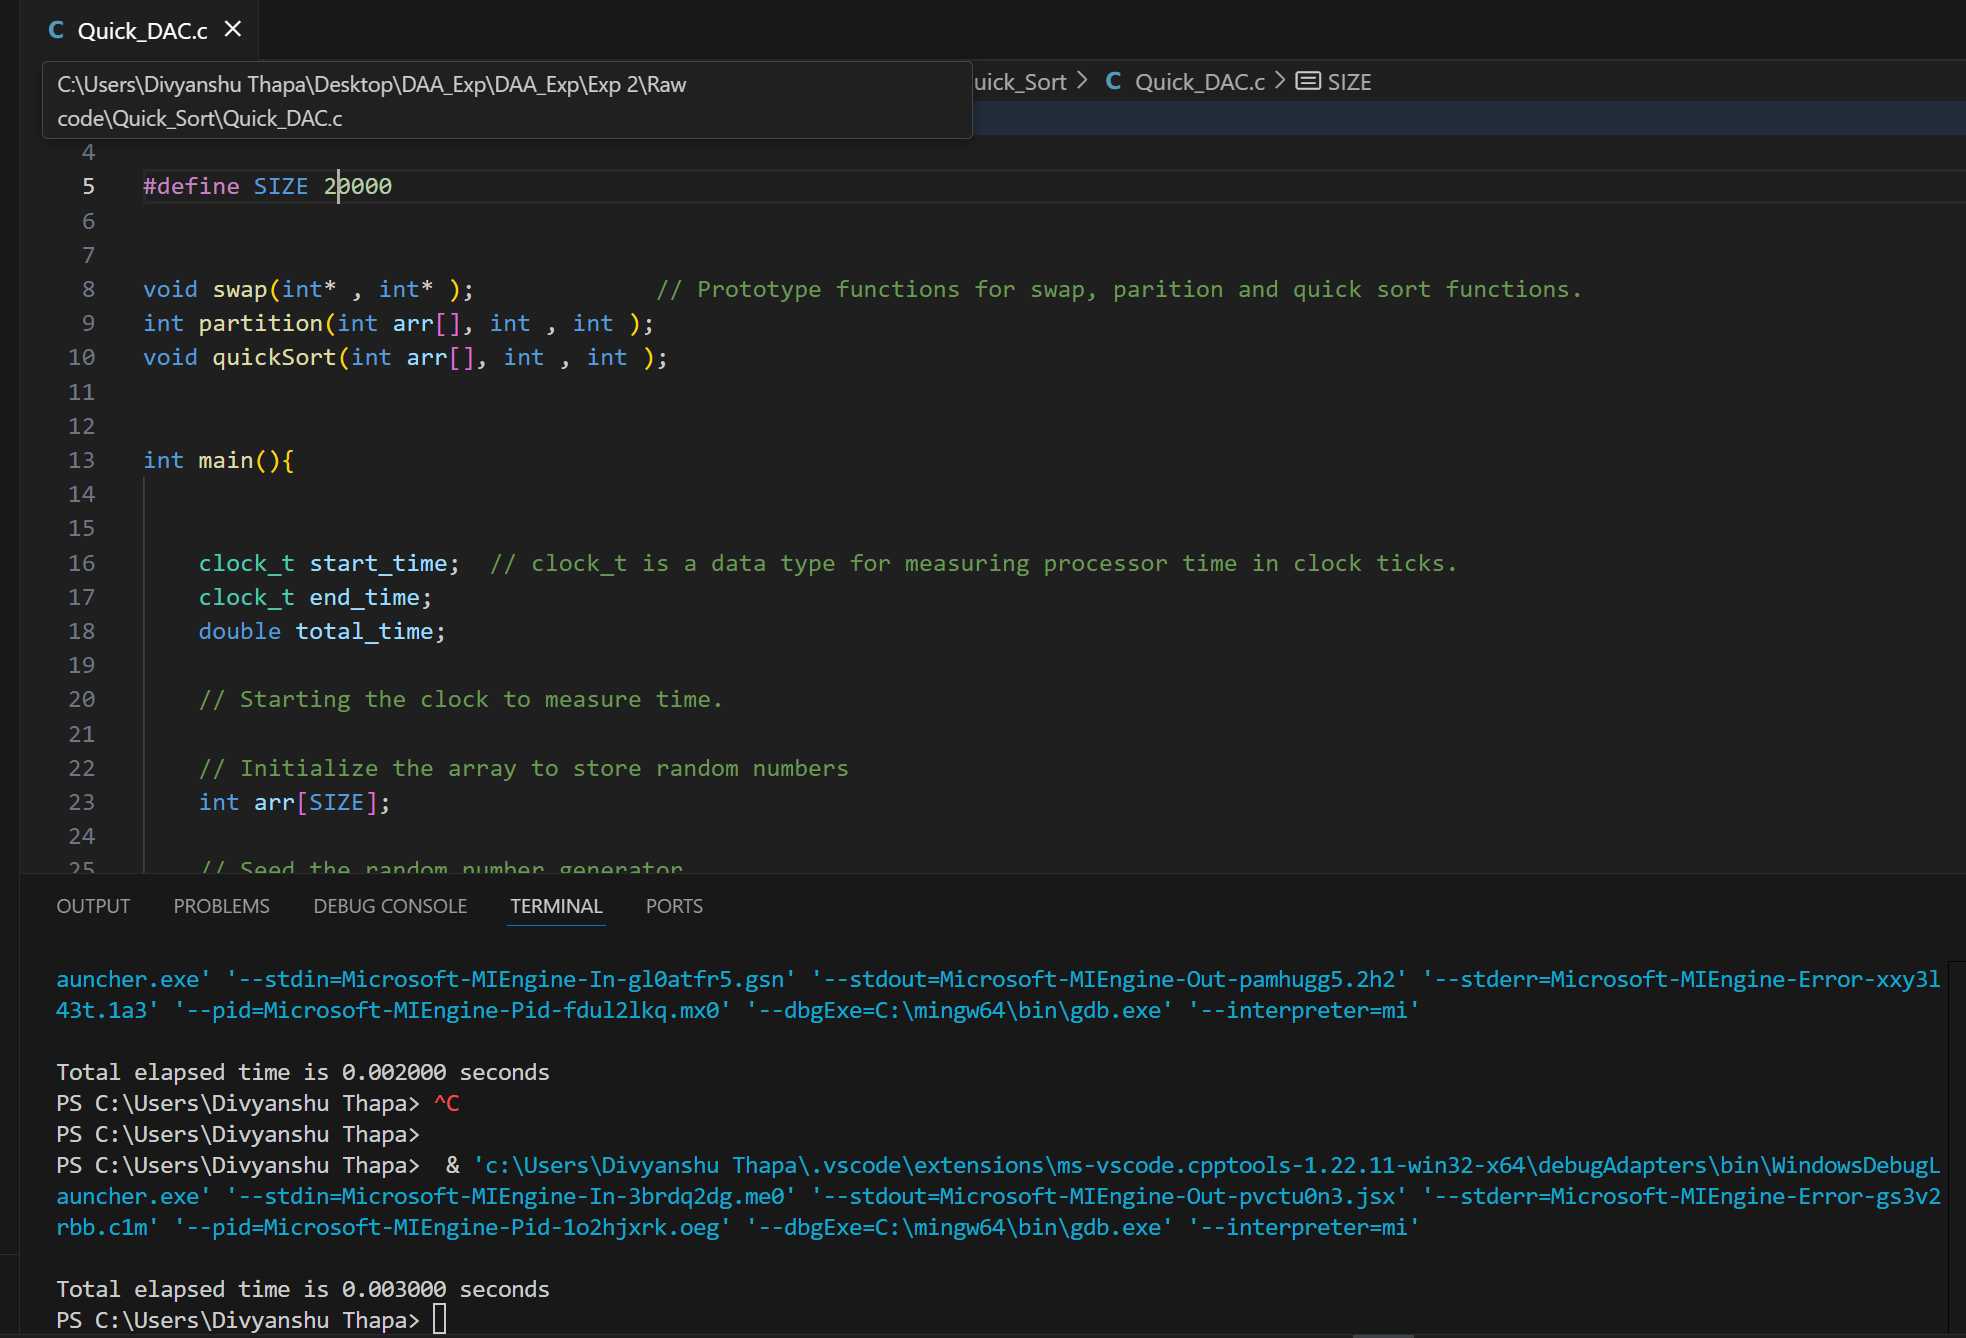 C Quick_DAC.c ×
C:\Users\Divyanshu Thapa\Desktop\DAA_Exp\DAA_Exp\Exp 2\Raw
code\Quick_Sort\Quick_DAC.c
uick_Sort > C Quick_DAC.c > SIZE
4
5 #define SIZE 20000
6
7
8 void swap(int* , int* ); // Prototype functions for swap, parition and quick sort functions.
9 int partition(int arr[], int , int );
10 void quickSort(int arr[], int , int );
11
12
13 int main(){
14
15
16 clock_t start_time; // clock_t is a data type for measuring processor time in clock ticks.
17 clock_t end_time;
18 double total_time;
19
20 // Starting the clock to measure time.
21
22 // Initialize the array to store random numbers
23 int arr[SIZE];
24
25 // Seed the random number generator
OUTPUT PROBLEMS DEBUG CONSOLE TERMINAL PORTS
auncher.exe' '--stdin=Microsoft-MIEngine-In-gl0atfr5.gsn' '--stdout=Microsoft-MIEngine-Out-pamhugg5.2h2' '--stderr=Microsoft-MIEngine-Error-xxy3l
43t.1a3' '--pid=Microsoft-MIEngine-Pid-fdul2lkq.mx0' '--dbgExe=C:\mingw64\bin\gdb.exe' '--interpreter=mi'
Total elapsed time is 0.002000 seconds
PS C:\Users\Divyanshu Thapa> ^C
PS C:\Users\Divyanshu Thapa>
PS C:\Users\Divyanshu Thapa>  & 'c:\Users\Divyanshu Thapa\.vscode\extensions\ms-vscode.cpptools-1.22.11-win32-x64\debugAdapters\bin\WindowsDebugL
auncher.exe' '--stdin=Microsoft-MIEngine-In-3brdq2dg.me0' '--stdout=Microsoft-MIEngine-Out-pvctu0n3.jsx' '--stderr=Microsoft-MIEngine-Error-gs3v2
rbb.c1m' '--pid=Microsoft-MIEngine-Pid-1o2hjxrk.oeg' '--dbgExe=C:\mingw64\bin\gdb.exe' '--interpreter=mi'
Total elapsed time is 0.003000 seconds
PS C:\Users\Divyanshu Thapa>